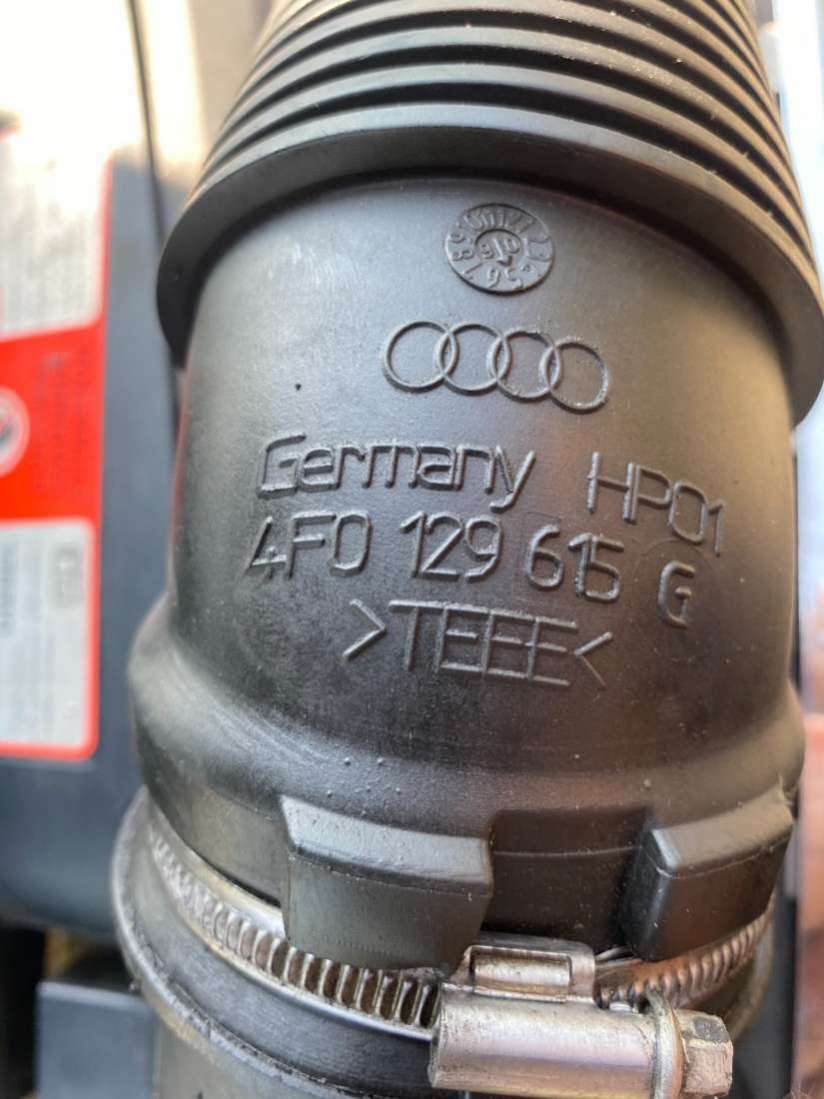 Germany HP01
4F0 129 615 G
>TEEE<